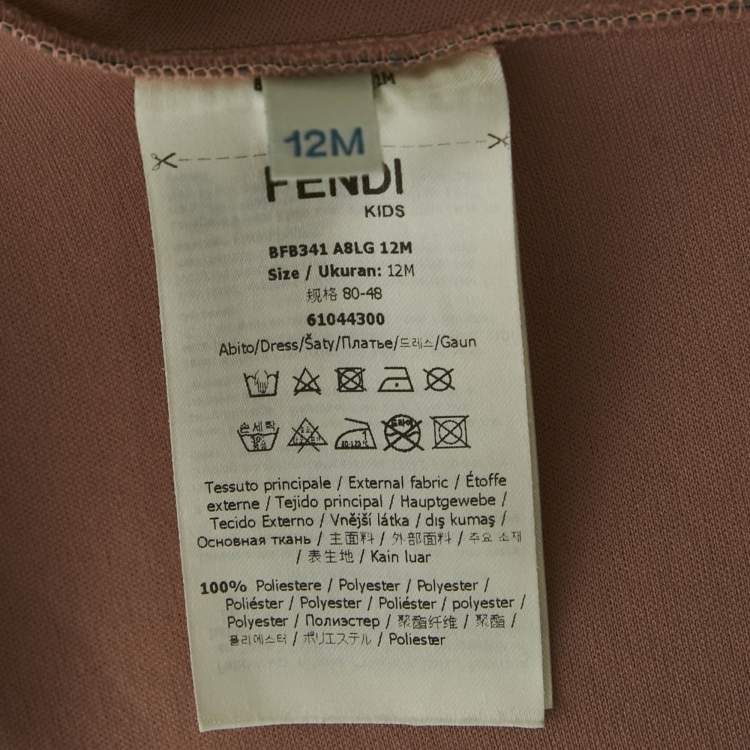 12M
FENDI
KIDS
BFB341 A8LG 12M
Size / Ukuran: 12M
规格 80-48
61044300
Abito/Dress/Šaty/Платье/드레스/Gaun
손세탁
Tessuto principale / External fabric / Étoffe
externe / Tejido principal / Hauptgewebe /
Tecido Externo / Vnější látka / dış kumaş /
Основная ткань / 主面料 / 外部面料 / 주요 소재
/ 表生地 / Kain luar
100% Poliestere / Polyester / Polyester /
Poliéster / Polyester / Poliéster / polyester /
Polyester / Полиэстер / 聚酯纤维 / 聚酯 /
폴리에스터 / ポリエステル / Poliester